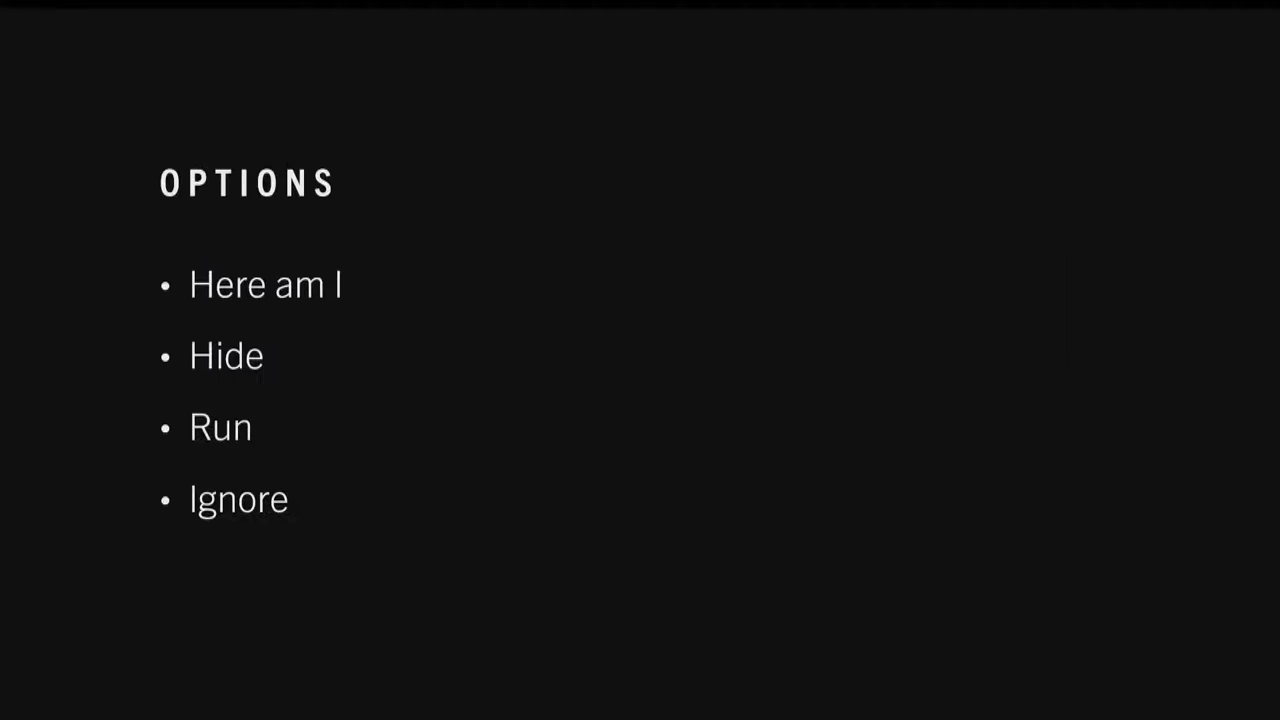 OPTIONS
• Here am I
• Hide
• Run
• Ignore